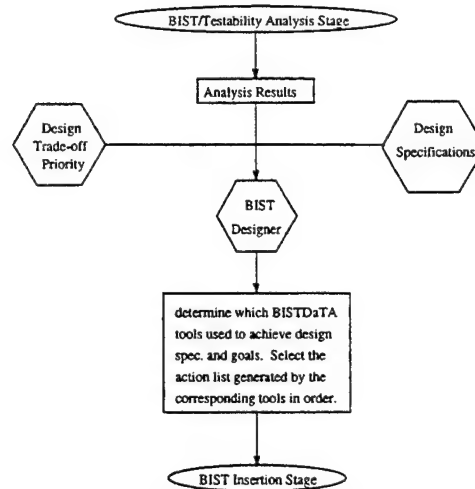 BIST/Testability Analysis Stage
Analysis Results
Design
Trade-off
Priority
Design
Specifications
BIST
Designer
determine which BISTDaTA
tools used to achieve design
spec. and goals. Select the
action list generated by the
corresponding tools in order.
BIST Insertion Stage